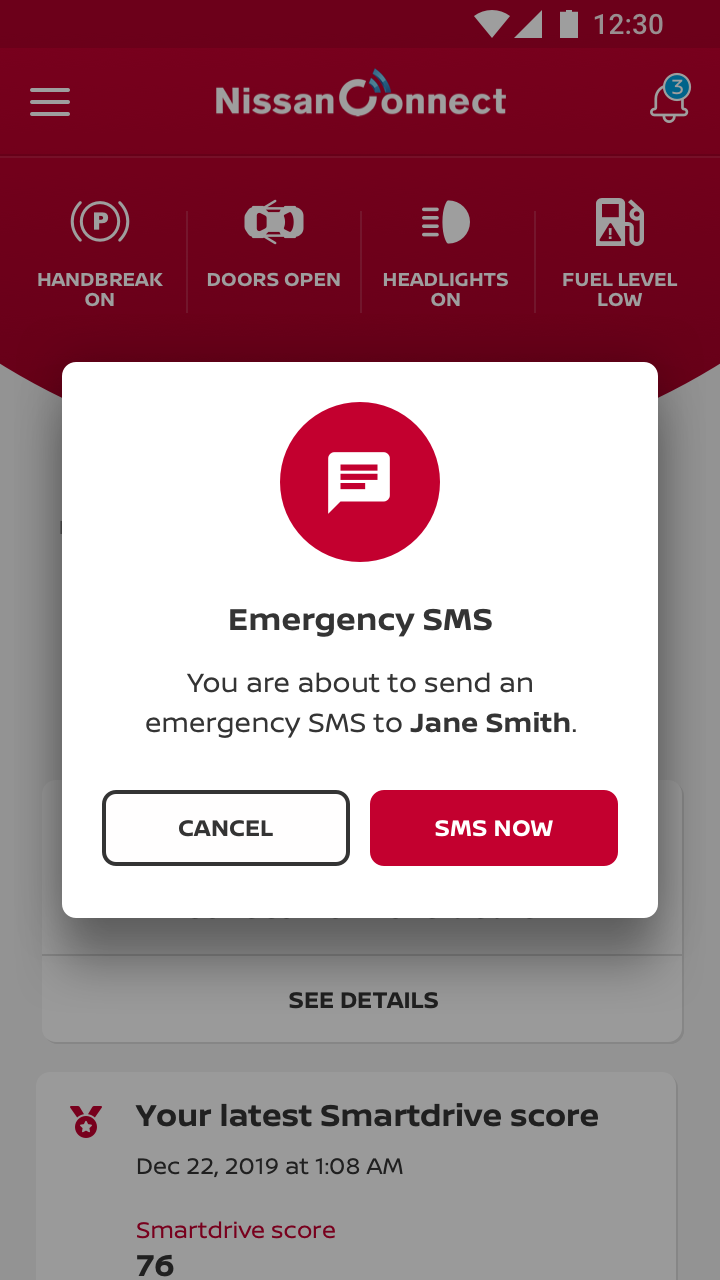 12:30
NissanConnect
3
P
HANDBREAK
ON
DOORS OPEN
HEADLIGHTS
ON
FUEL LEVEL
LOW
Emergency SMS
You are about to send an
emergency SMS to Jane Smith.
CANCEL
SMS NOW
SEE DETAILS
Your latest Smartdrive score
Dec 22, 2019 at 1:08 AM
Smartdrive score
76